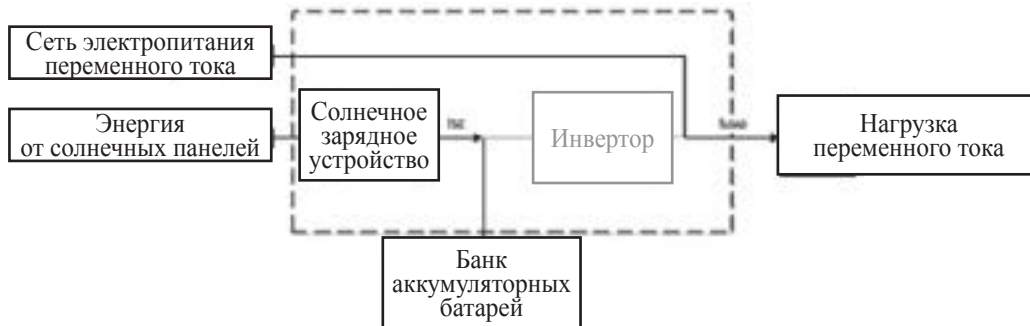 Сеть электропитания
переменного тока
Энергия
от солнечных панелей
Солнечное
зарядное
устройство
Инвертор
Нагрузка
переменного тока
Банк
аккумуляторных
батарей